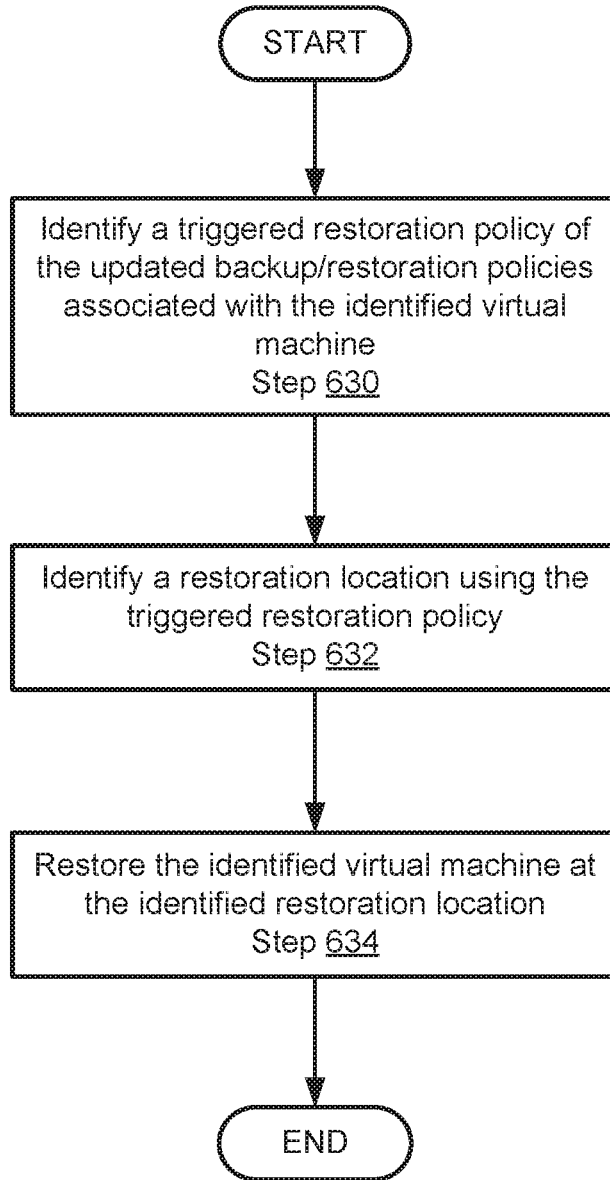 START
Identify a triggered restoration policy of
the updated backup/restoration policies
associated with the identified virtual
machine
Step 630
Identify a restoration location using the
triggered restoration policy
Step 632
Restore the identified virtual machine at
the identified restoration location
Step 634
END